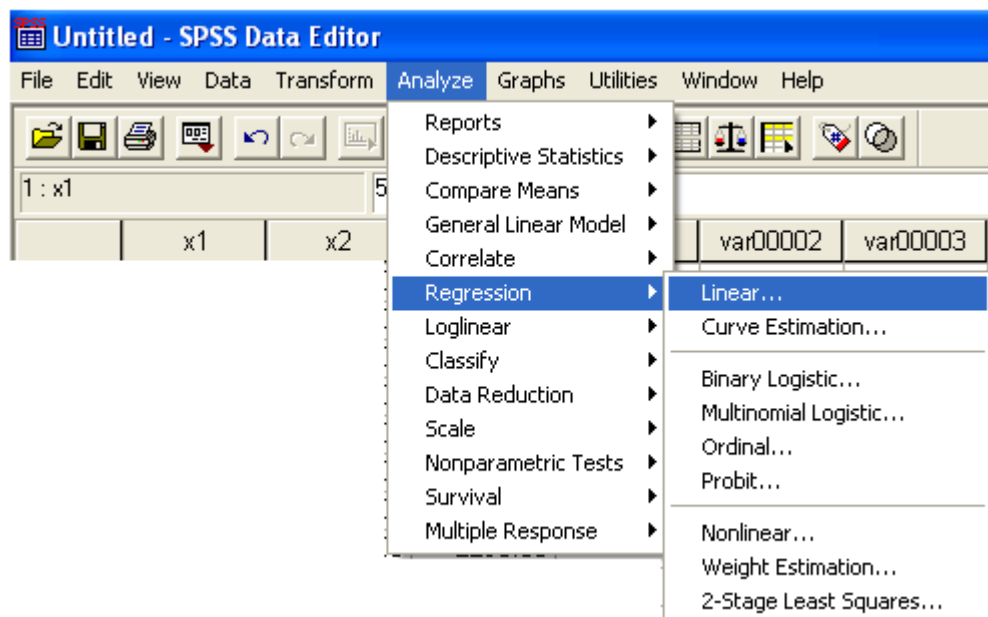 SPSS
Untitled - SPSS Data Editor
File Edit View Data Transform Analyze Graphs Utilities Window Help
1 : x1 5
x1 x2 var00002 var00003
Reports
Descriptive Statistics
Compare Means
General Linear Model
Correlate
Regression
Loglinear
Classify
Data Reduction
Scale
Nonparametric Tests
Survival
Multiple Response
Linear...
Curve Estimation...
Binary Logistic...
Multinomial Logistic...
Ordinal...
Probit...
Nonlinear...
Weight Estimation...
2-Stage Least Squares...